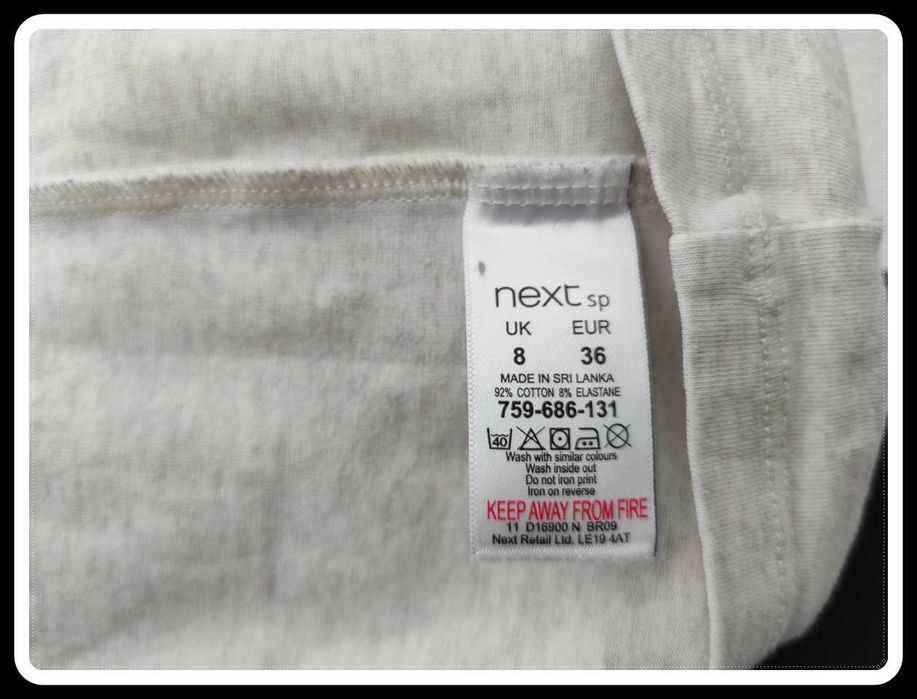 next sp
UK EUR
8 36
MADE IN SRI LANKA
92% COTTON 8% ELASTANE
759-686-131
40
Wash with similar colours
Wash inside out
Do not iron print
Iron on reverse
KEEP AWAY FROM FIRE
11 D16900 N BR09
Next Retail Ltd. LE19 4AT